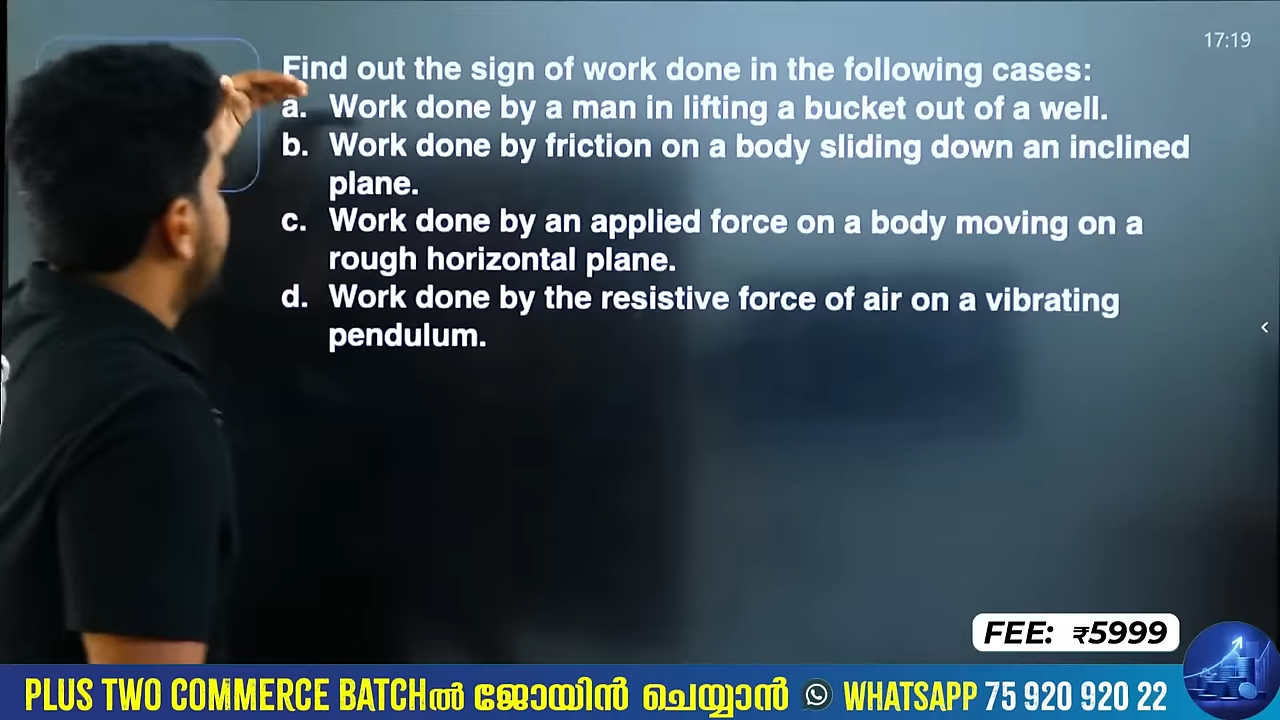 17:19
Find out the sign of work done in the following cases:
a. Work done by a man in lifting a bucket out of a well.
b. Work done by friction on a body sliding down an inclined
plane.
c. Work done by an applied force on a body moving on a
rough horizontal plane.
d. Work done by the resistive force of air on a vibrating
pendulum.
FEE: ₹5999
PLUS TWO COMMERCE BATCHൽ ജോയിൻ ചെയ്യാൻ WHATSAPP 75 920 920 22